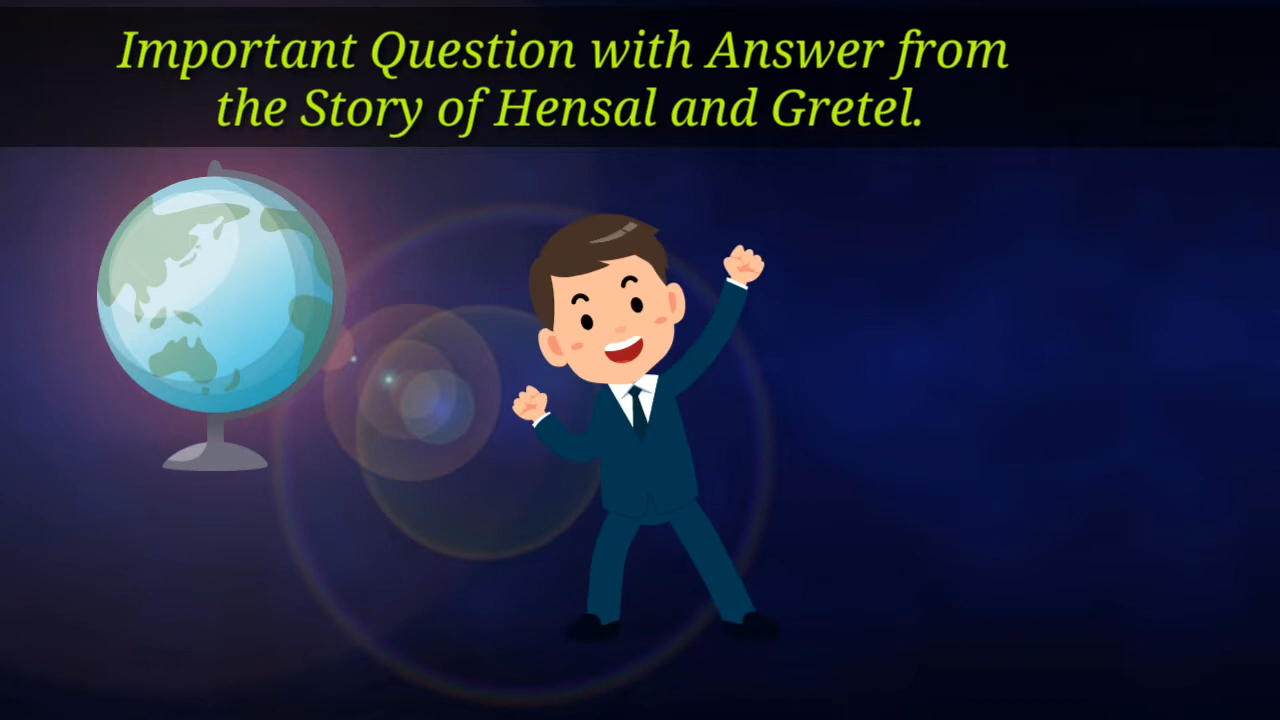 Important Question with Answer from
the Story of Hensal and Gretel.